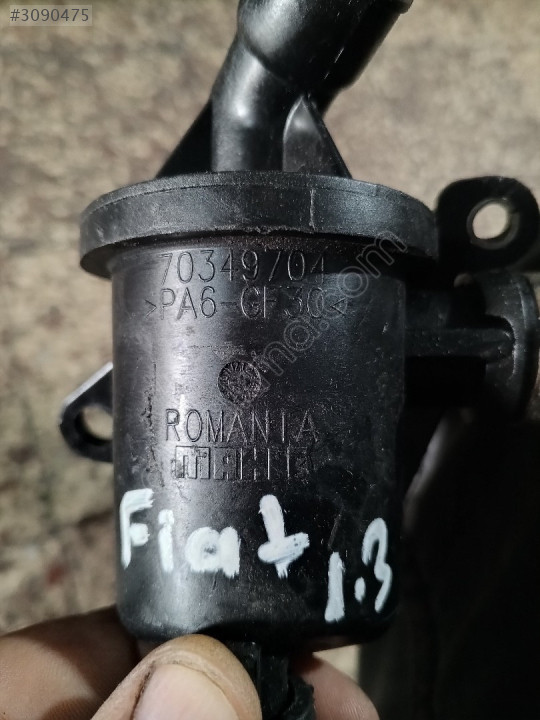 #3090475
70349704
>PA6-GF30<
ROMANIA
MAHLE
Fiat
1.3